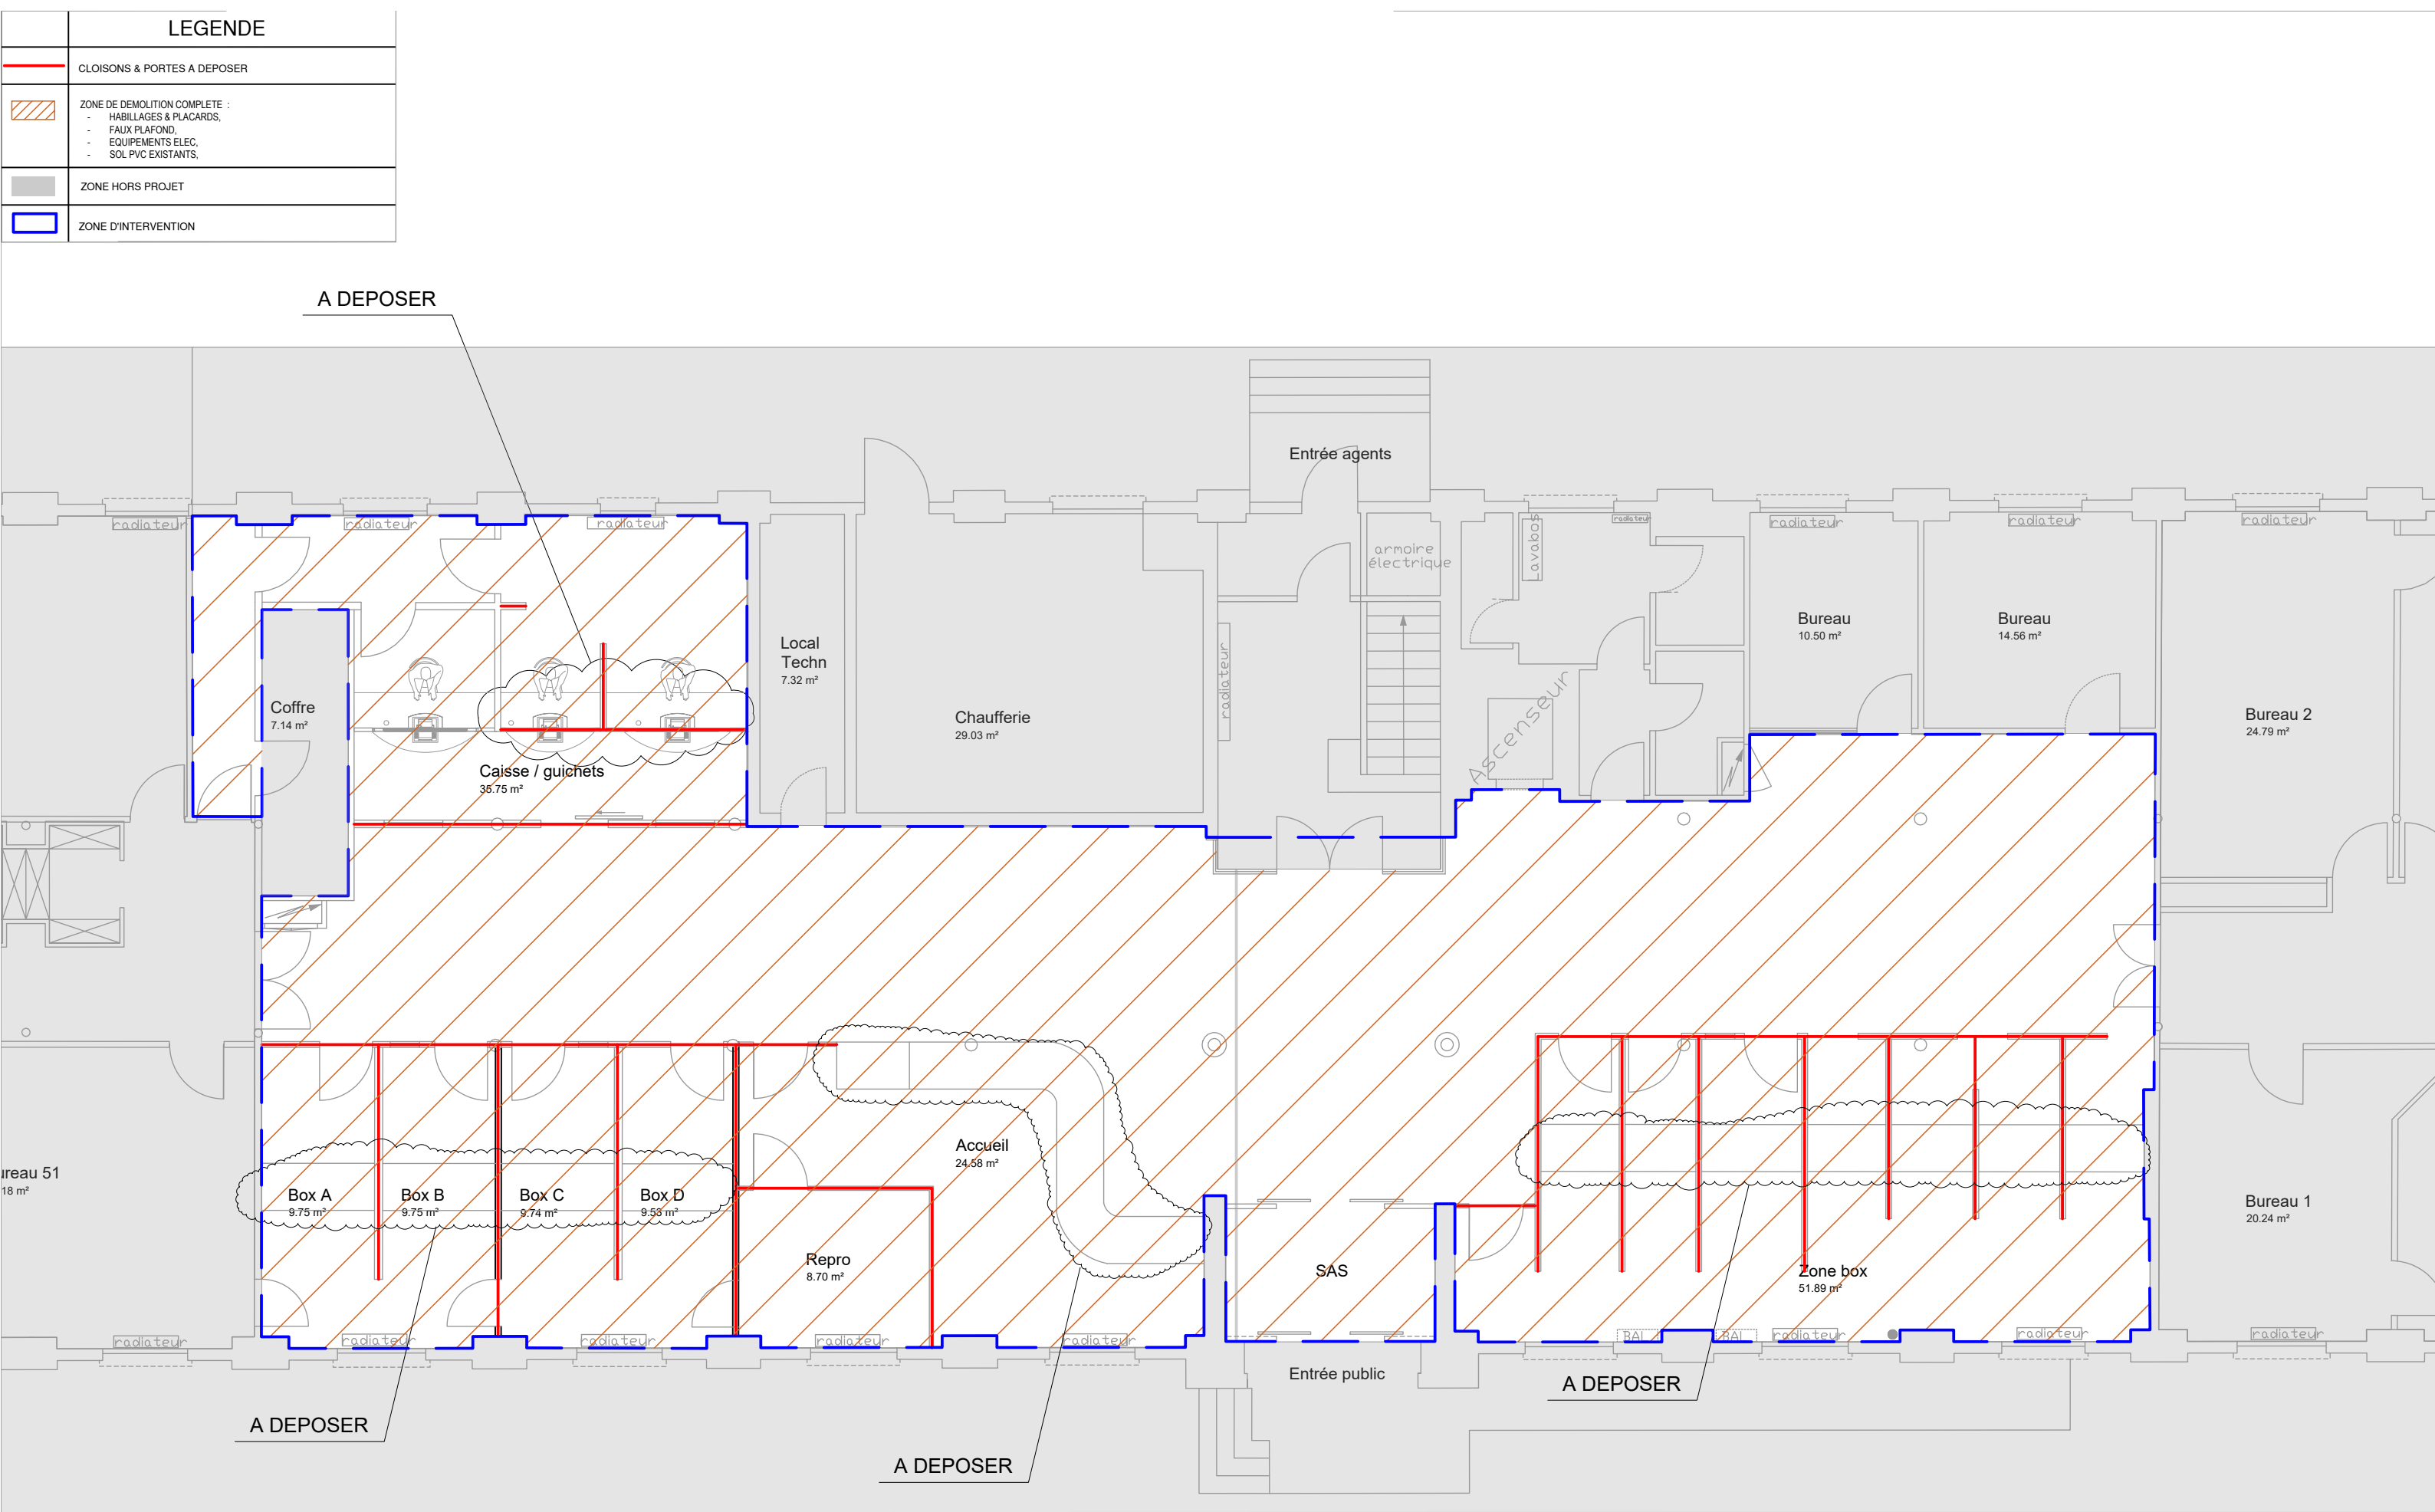 LEGENDE
CLOISONS & PORTES A DEPOSER
ZONE DE DEMOLITION COMPLETE :
- HABILLAGES & PLACARDS,
- FAUX PLAFOND,
- EQUIPEMENTS ELEC,
- SOL PVC EXISTANTS,
ZONE HORS PROJET
ZONE D'INTERVENTION
A DEPOSER
Entrée agents
radiateur
radiateur
radiateur
Lavabos
radiateur
radiateur
radiateur
radiateur
armoire
électrique
Local
Techn
7.32 m²
Bureau
10.50 m²
Bureau
14.56 m²
radiateur
Coffre
7.14 m²
Chaufferie
29.03 m²
Ascenseur
Bureau 2
24.79 m²
Caisse / guichets
35.75 m²
Accueil
24.58 m²
ureau 51
18 m²
Box A
9.75 m²
Box B
9.75 m²
Box C
9.74 m²
Box D
9.53 m²
Bureau 1
20.24 m²
Repro
8.70 m²
SAS
Zone box
51.89 m²
radiateur
radiateur
radiateur
radiateur
radiateur
BAL
BAL
radiateur
radiateur
radiateur
Entrée public
A DEPOSER
A DEPOSER
A DEPOSER